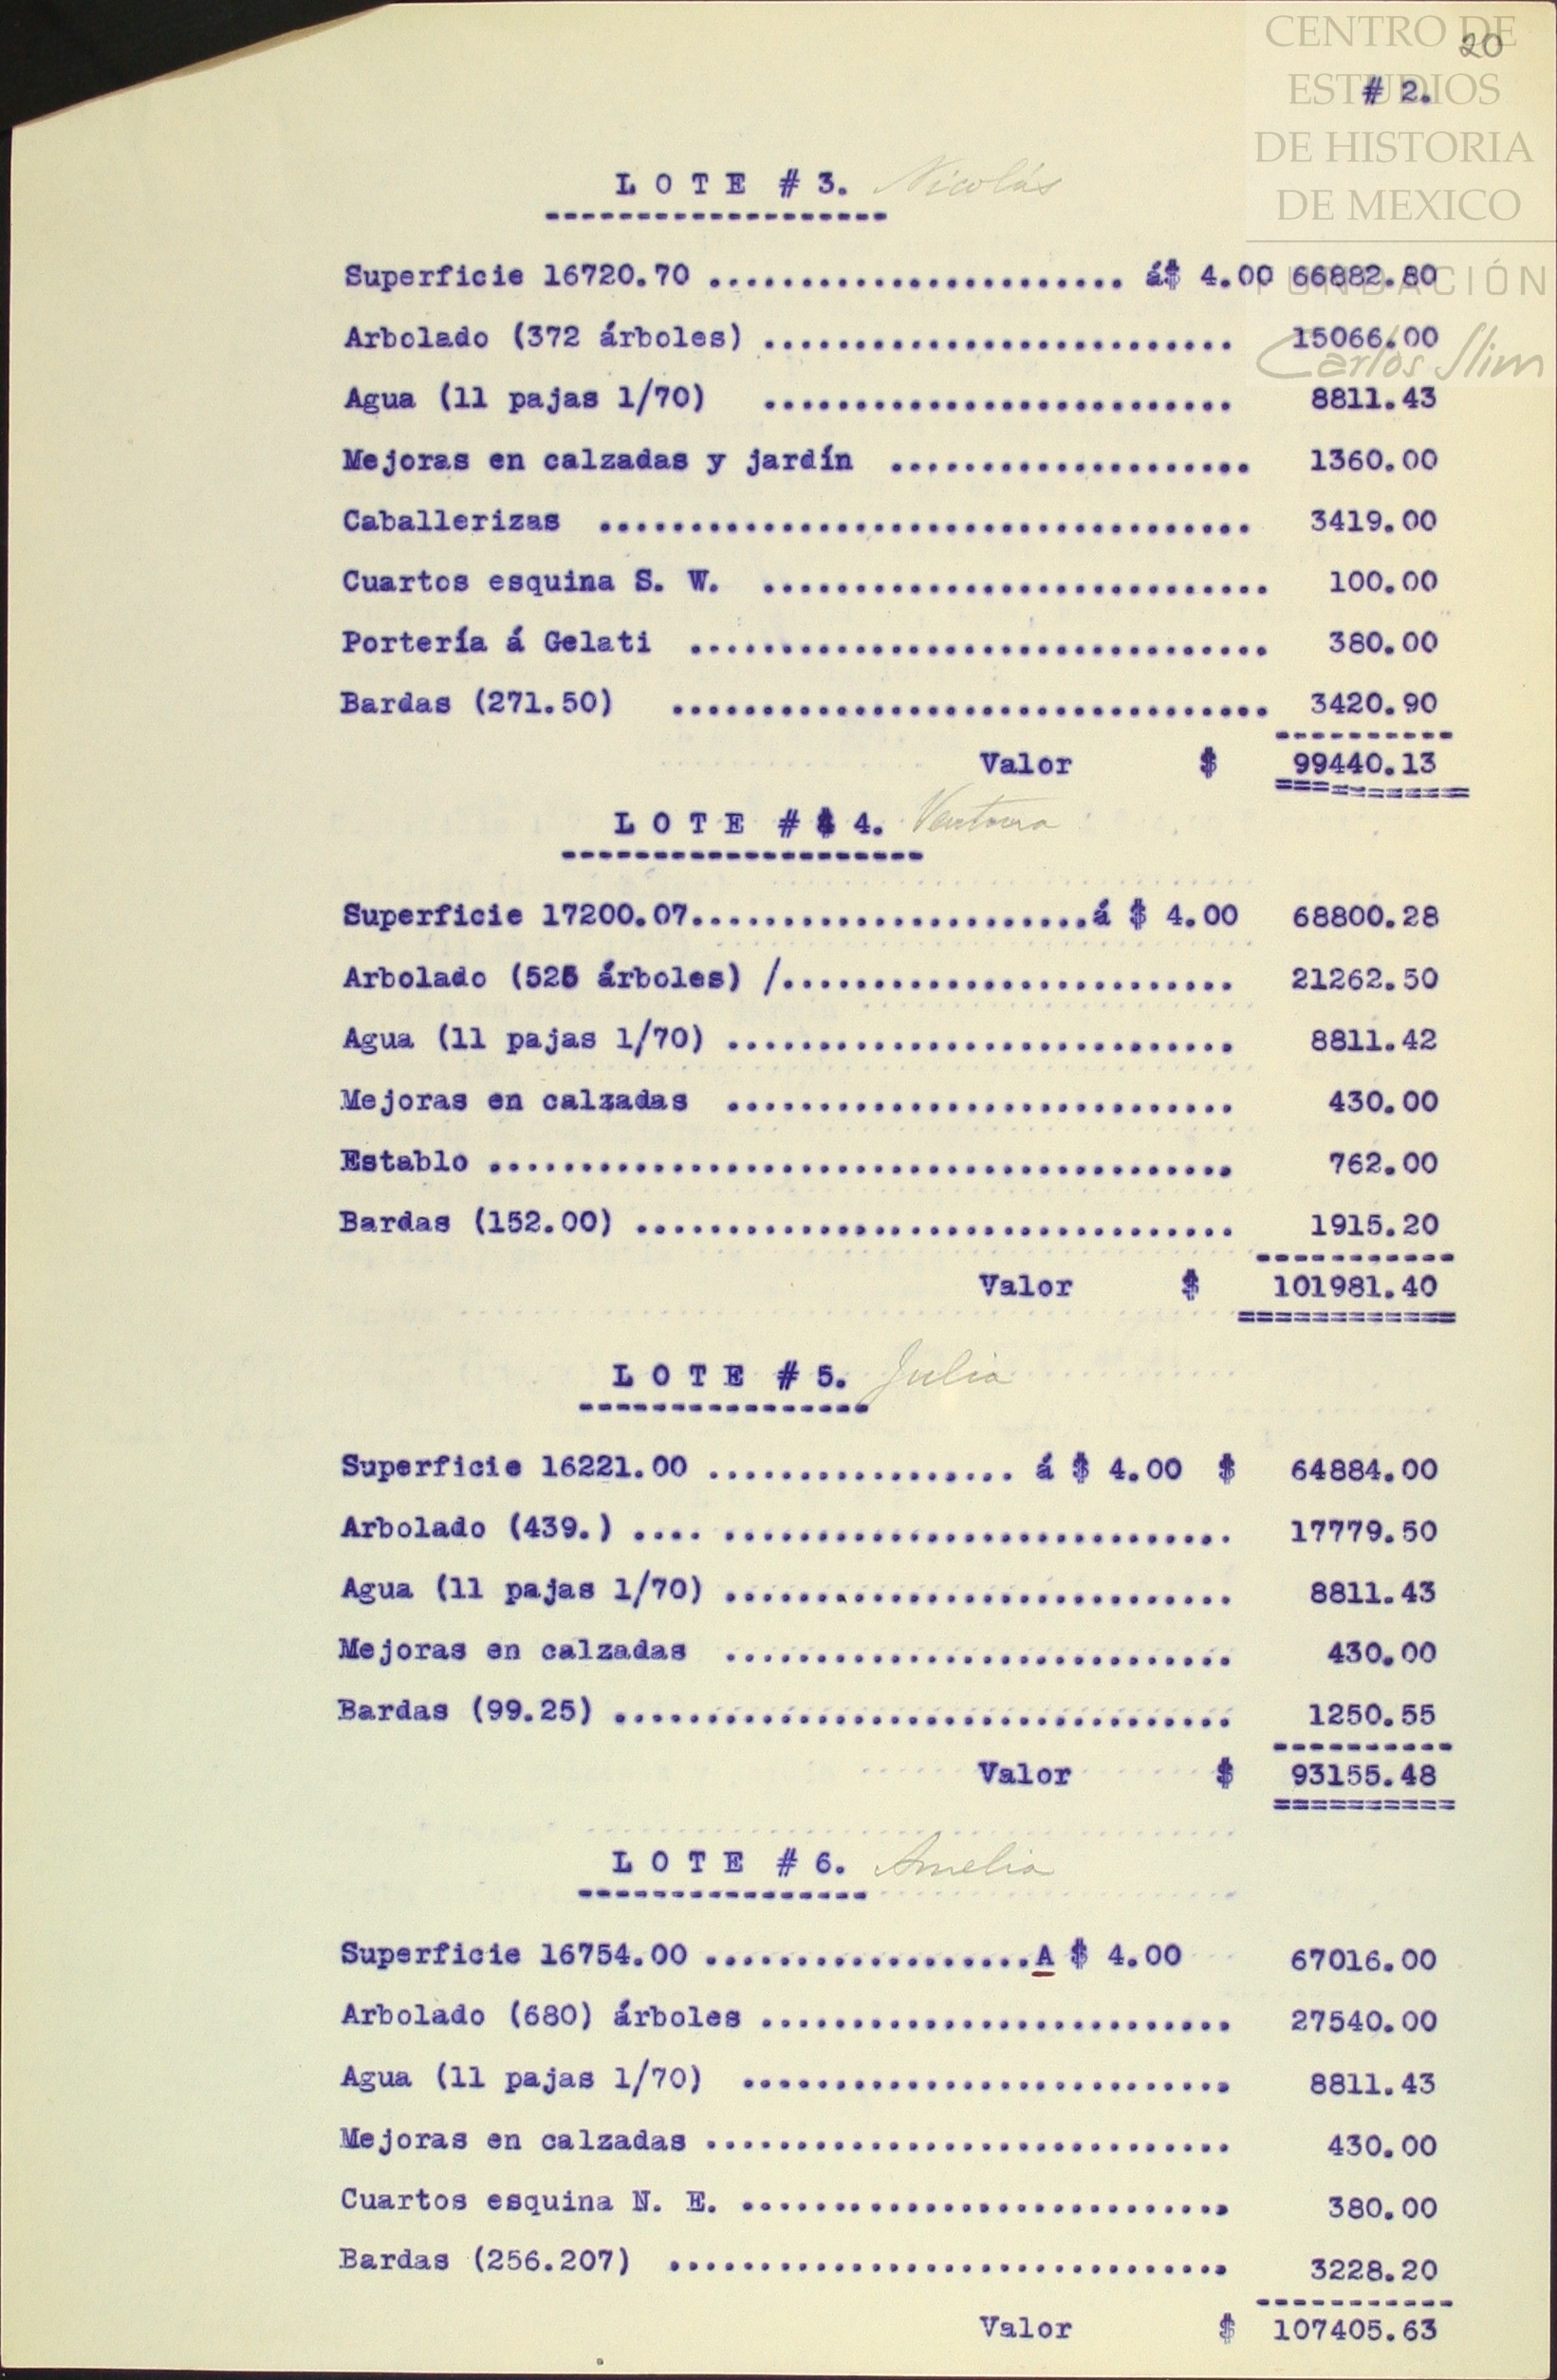 CENTRO DE
20
ESTUDIOS
# 2.
DE HISTORIA
DE MEXICO
FUNDACIÓN
Carlos Slim
L O T E # 3. Nicolás
Superficie 16720.70 ....................... á$ 4.00 66882.80
Arbolado (372 árboles) .......................... 15066.00
Agua (11 pajas 1/70) .......................... 8811.43
Mejoras en calzadas y jardín .................... 1360.00
Caballerizas .................................... 3419.00
Cuartos esquina S. W. ............................ 100.00
Portería á Gelati ................................ 380.00
Bardas (271.50) ................................. 3420.90
Valor $ 99440.13
L O T E # 4. Ventura
Superficie 17200.07......................á $ 4.00 68800.28
Arbolado (525 árboles) /......................... 21262.50
Agua (11 pajas 1/70) ............................ 8811.42
Mejoras en calzadas ............................ 430.00
Establo ......................................... 762.00
Bardas (152.00) ................................. 1915.20
Valor $ 101981.40
L O T E # 5. Julia
Superficie 16221.00 ................. á $ 4.00 $ 64884.00
Arbolado (439.) .... ............................ 17779.50
Agua (11 pajas 1/70) ............................ 8811.43
Mejoras en calzadas ............................ 430.00
Bardas (99.25) .................................. 1250.55
Valor $ 93155.48
L O T E # 6. Amelia
Superficie 16754.00 ..................A $ 4.00 67016.00
Arbolado (680) árboles .......................... 27540.00
Agua (11 pajas 1/70) ........................... 8811.43
Mejoras en calzadas ............................. 430.00
Cuartos esquina N. E. ........................... 380.00
Bardas (256.207) ............................... 3228.20
Valor $ 107405.63